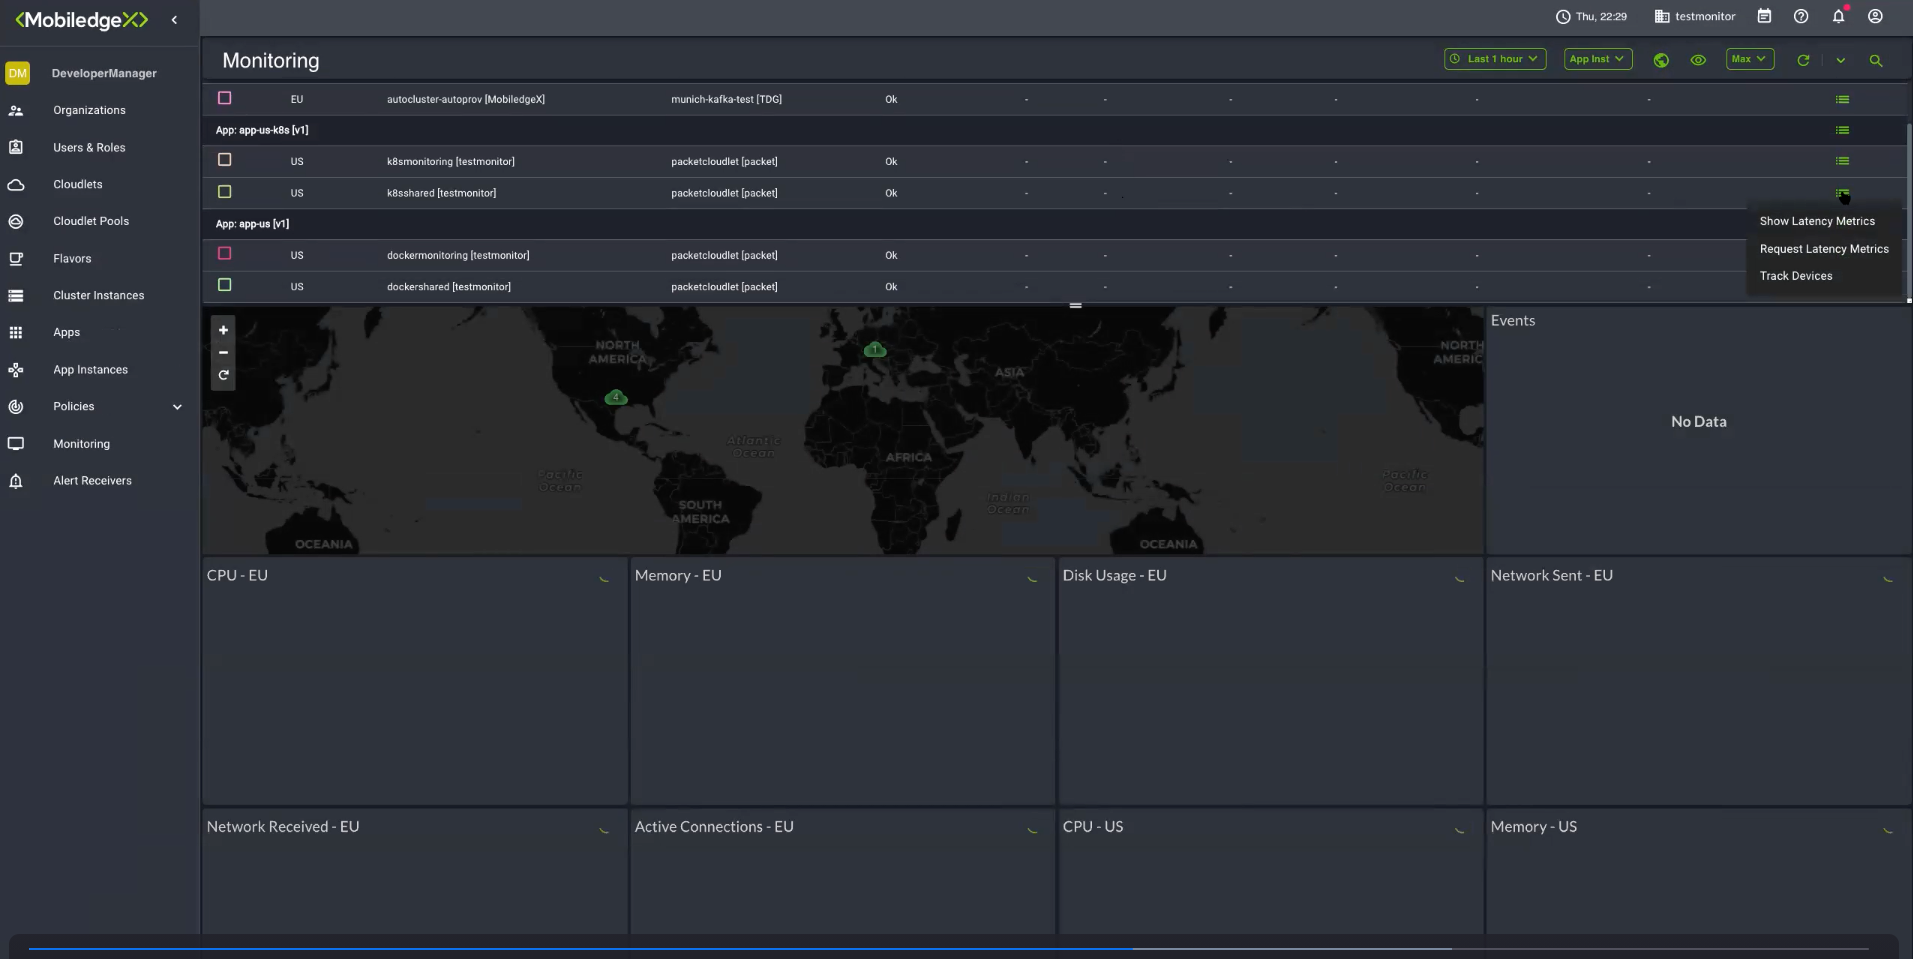 <MobiledgeX>
Thu, 22:29
testmonitor
DM
DeveloperManager
Organizations
Users & Roles
Cloudlets
Cloudlet Pools
Flavors
Cluster Instances
Apps
App Instances
Policies
Monitoring
Alert Receivers
Monitoring
Last 1 hour
App Inst
Max
EU autocluster-autoprov [MobiledgeX] munich-kafka-test [TDG] Ok - - - - - -
App: app-us-k8s [v1]
US k8smonitoring [testmonitor] packetcloudlet [packet] Ok - - - - - -
US k8sshared [testmonitor] packetcloudlet [packet] Ok - - - - - -
App: app-us [v1]
US dockermonitoring [testmonitor] packetcloudlet [packet] Ok - - - - - -
US dockershared [testmonitor] packetcloudlet [packet] Ok - - - - - -
Show Latency Metrics
Request Latency Metrics
Track Devices
+
−
NORTH
AMERICA
1
4
ASIA
NORTH
AMERIC
Atlantic
Ocean
AFRICA
Pacific
Ocean
Indian
Ocean
Pacific
Ocean
SOUTH
AMERICA
OCEANIA
OCEANIA
Events
No Data
CPU - EU
Memory - EU
Disk Usage - EU
Network Sent - EU
Network Received - EU
Active Connections - EU
CPU - US
Memory - US